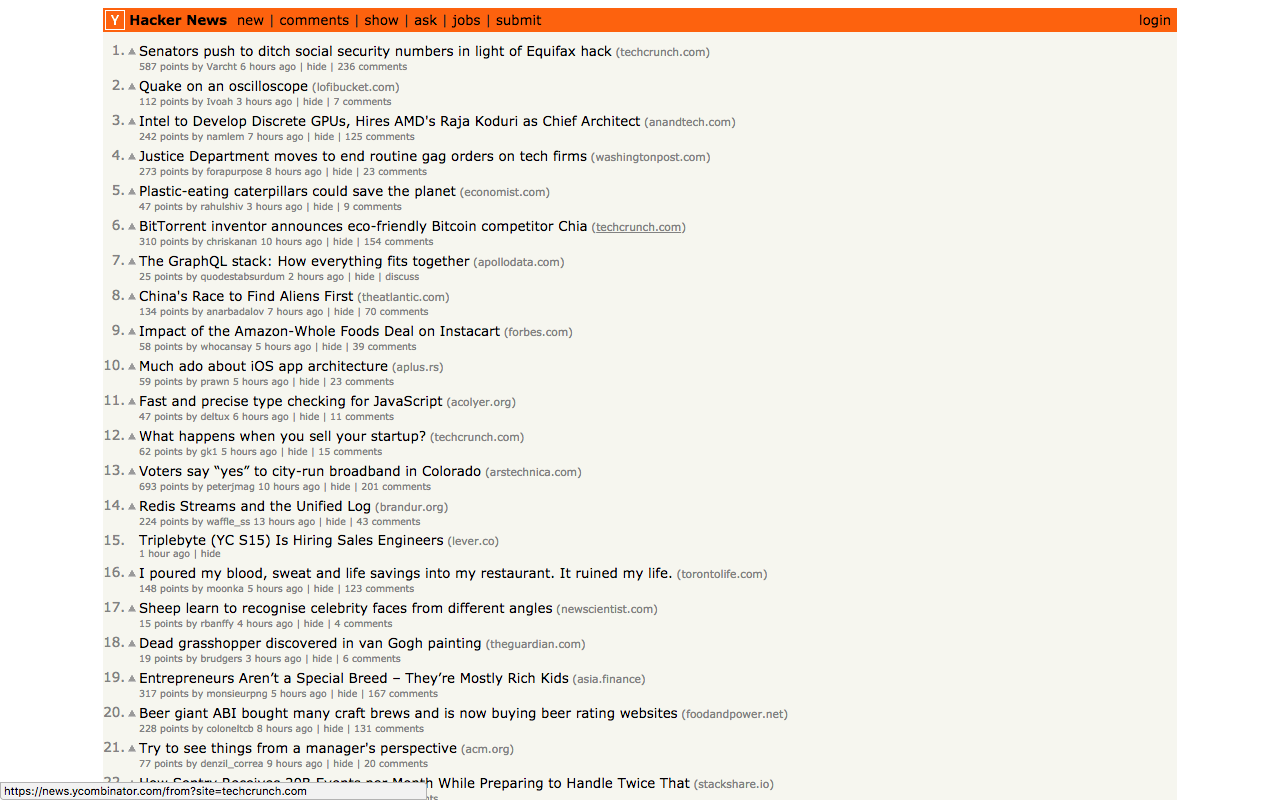 Y Hacker News new | comments | show | ask | jobs | submit login
1. Senators push to ditch social security numbers in light of Equifax hack (techcrunch.com)
587 points by Varcht 6 hours ago | hide | 236 comments
2. Quake on an oscilloscope (lofibucket.com)
112 points by Ivoah 3 hours ago | hide | 7 comments
3. Intel to Develop Discrete GPUs, Hires AMD's Raja Koduri as Chief Architect (anandtech.com)
242 points by namlem 7 hours ago | hide | 125 comments
4. Justice Department moves to end routine gag orders on tech firms (washingtonpost.com)
273 points by forapurpose 8 hours ago | hide | 23 comments
5. Plastic-eating caterpillars could save the planet (economist.com)
47 points by rahulshiv 3 hours ago | hide | 9 comments
6. BitTorrent inventor announces eco-friendly Bitcoin competitor Chia (techcrunch.com)
310 points by chriskanan 10 hours ago | hide | 154 comments
7. The GraphQL stack: How everything fits together (apollodata.com)
25 points by quodestabsurdum 2 hours ago | hide | discuss
8. China's Race to Find Aliens First (theatlantic.com)
134 points by anarbadalov 7 hours ago | hide | 70 comments
9. Impact of the Amazon-Whole Foods Deal on Instacart (forbes.com)
58 points by whocansay 5 hours ago | hide | 39 comments
10. Much ado about iOS app architecture (aplus.rs)
59 points by prawn 5 hours ago | hide | 23 comments
11. Fast and precise type checking for JavaScript (acolyer.org)
47 points by deltux 6 hours ago | hide | 11 comments
12. What happens when you sell your startup? (techcrunch.com)
62 points by gk1 5 hours ago | hide | 15 comments
13. Voters say “yes” to city-run broadband in Colorado (arstechnica.com)
693 points by peterjmag 10 hours ago | hide | 201 comments
14. Redis Streams and the Unified Log (brandur.org)
224 points by waffle_ss 13 hours ago | hide | 43 comments
15. Triplebyte (YC S15) Is Hiring Sales Engineers (lever.co)
1 hour ago | hide
16. I poured my blood, sweat and life savings into my restaurant. It ruined my life. (torontolife.com)
148 points by moonka 5 hours ago | hide | 123 comments
17. Sheep learn to recognise celebrity faces from different angles (newscientist.com)
15 points by rbanffy 4 hours ago | hide | 4 comments
18. Dead grasshopper discovered in van Gogh painting (theguardian.com)
19 points by brudgers 3 hours ago | hide | 6 comments
19. Entrepreneurs Aren’t a Special Breed – They’re Mostly Rich Kids (asia.finance)
317 points by monsieurpng 5 hours ago | hide | 167 comments
20. Beer giant ABI bought many craft brews and is now buying beer rating websites (foodandpower.net)
228 points by coloneltcb 8 hours ago | hide | 131 comments
21. Try to see things from a manager's perspective (acm.org)
77 points by denzil_correa 9 hours ago | hide | 20 comments
22. How Sentry Receives 20B Events per Month While Preparing to Handle Twice That (stackshare.io)
https://news.ycombinator.com/from?site=techcrunch.com